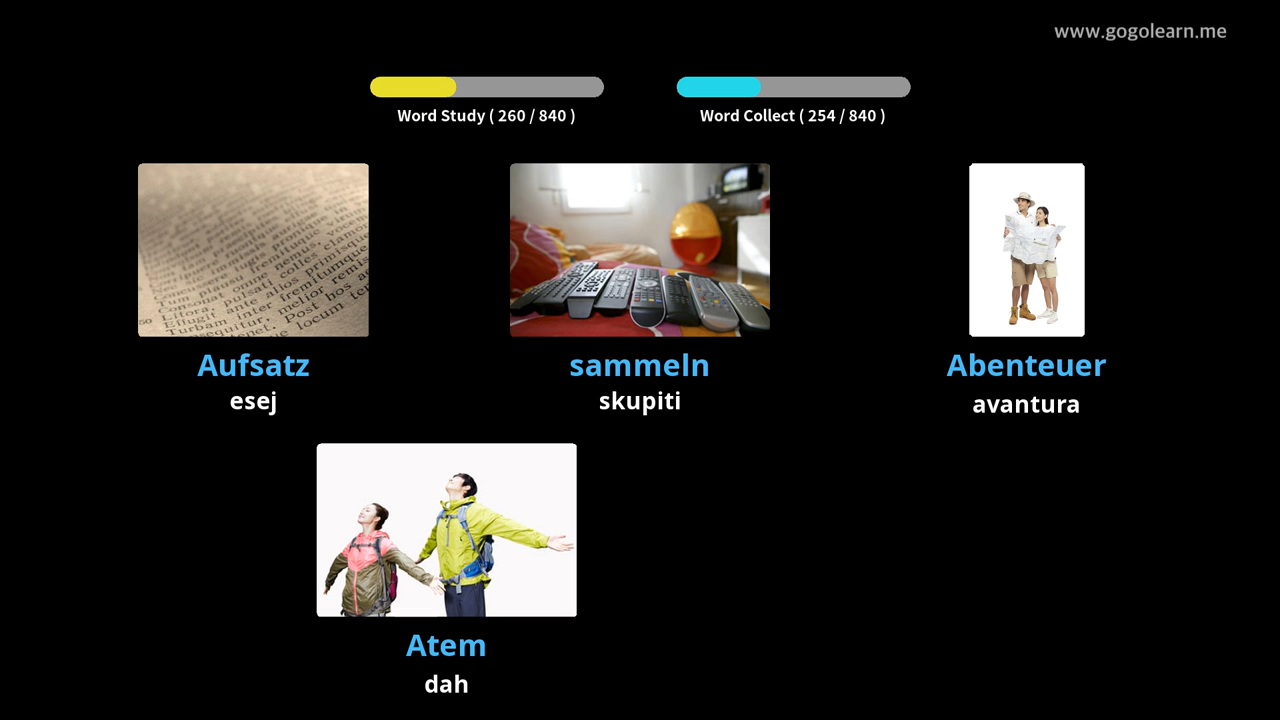 www.gogolearn.me
Word Study ( 260 / 840 )
Word Collect ( 254 / 840 )
Aufsatz
esej
sammeln
skupiti
Abenteuer
avantura
Atem
dah